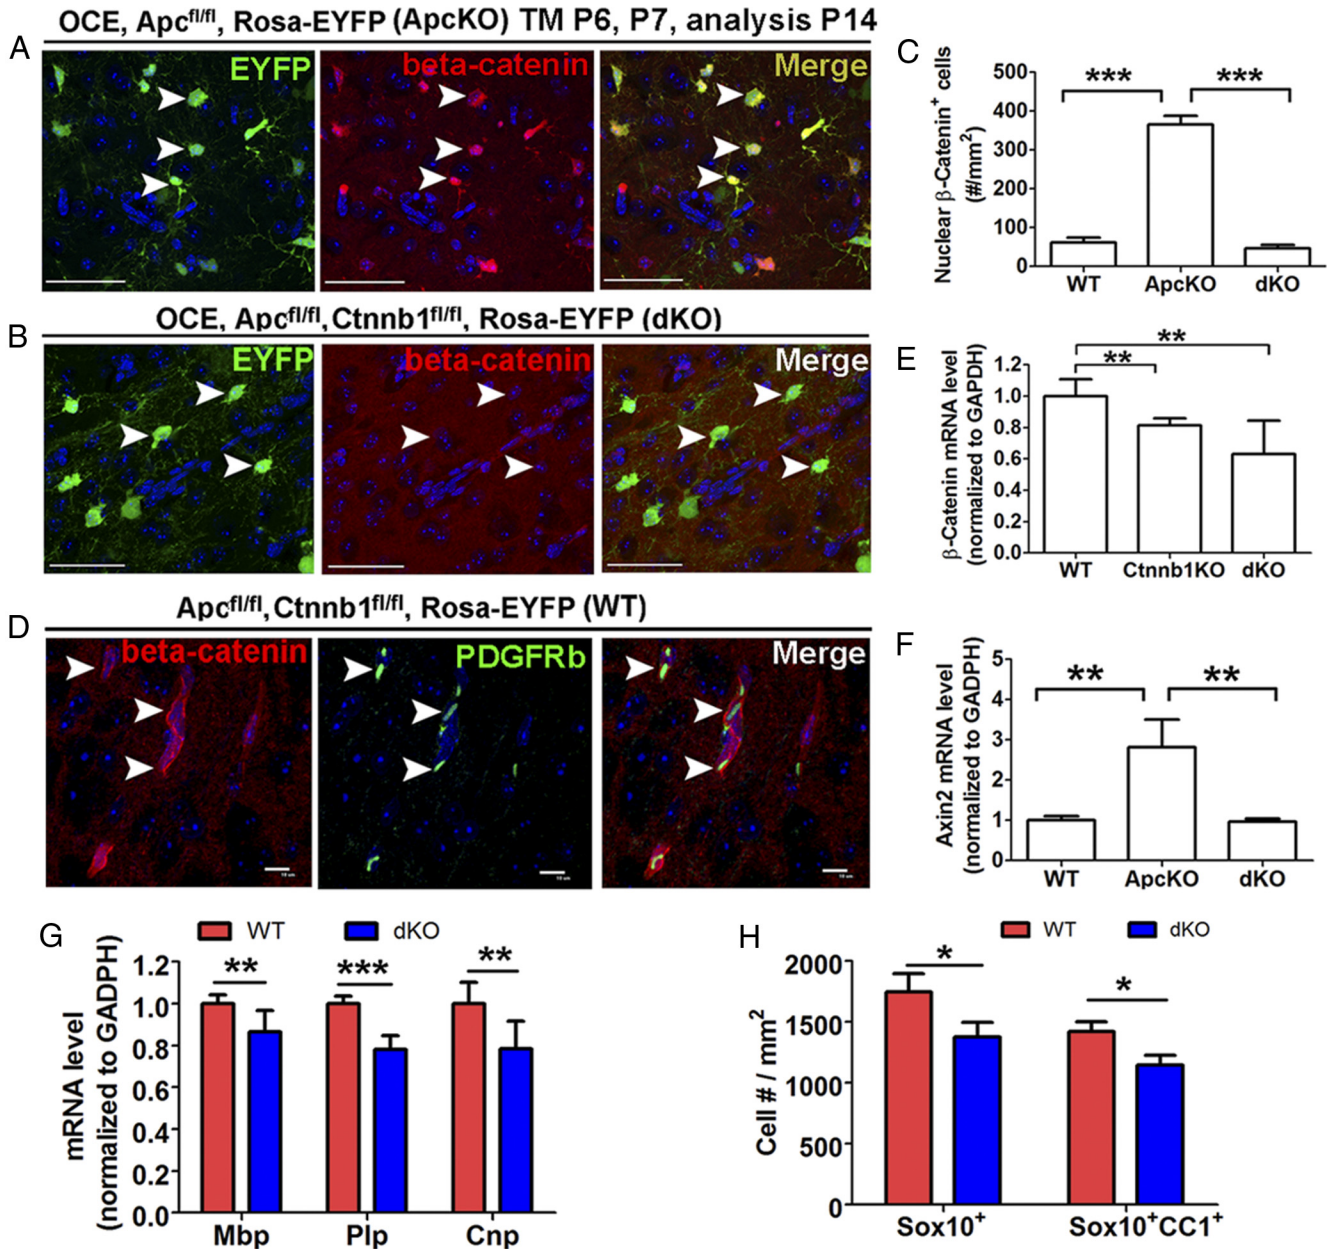 OCE, Apcfl/fl, Rosa-EYFP (ApcKO) TM P6, P7, analysis P14
A
EYFP
beta-catenin
Merge
C
Nuclear β-Catenin+ cells
(#/mm2)
500
400
300
200
100
0
***
***
WT
ApcKO
dKO
OCE, Apcfl/fl, Ctnnb1fl/fl, Rosa-EYFP (dKO)
B
EYFP
beta-catenin
Merge
E
β-Catenin mRNA level
(normalized to GAPDH)
1.2
1.0
0.8
0.6
0.4
0.2
0.0
**
**
WT
Ctnnb1KO
dKO
Apcfl/fl, Ctnnb1fl/fl, Rosa-EYFP (WT)
D
beta-catenin
PDGFRb
Merge
10 um
10 um
10 um
F
Axin2 mRNA level
(normalized to GADPH)
5
4
3
2
1
0
**
**
WT
ApcKO
dKO
G
WT
dKO
mRNA level
(normalized to GADPH)
1.2
1.0
0.8
0.6
0.4
0.2
0.0
**
***
**
Mbp
Plp
Cnp
H
WT
dKO
Cell # / mm2
2000
1500
1000
500
0
*
*
Sox10+
Sox10+CC1+